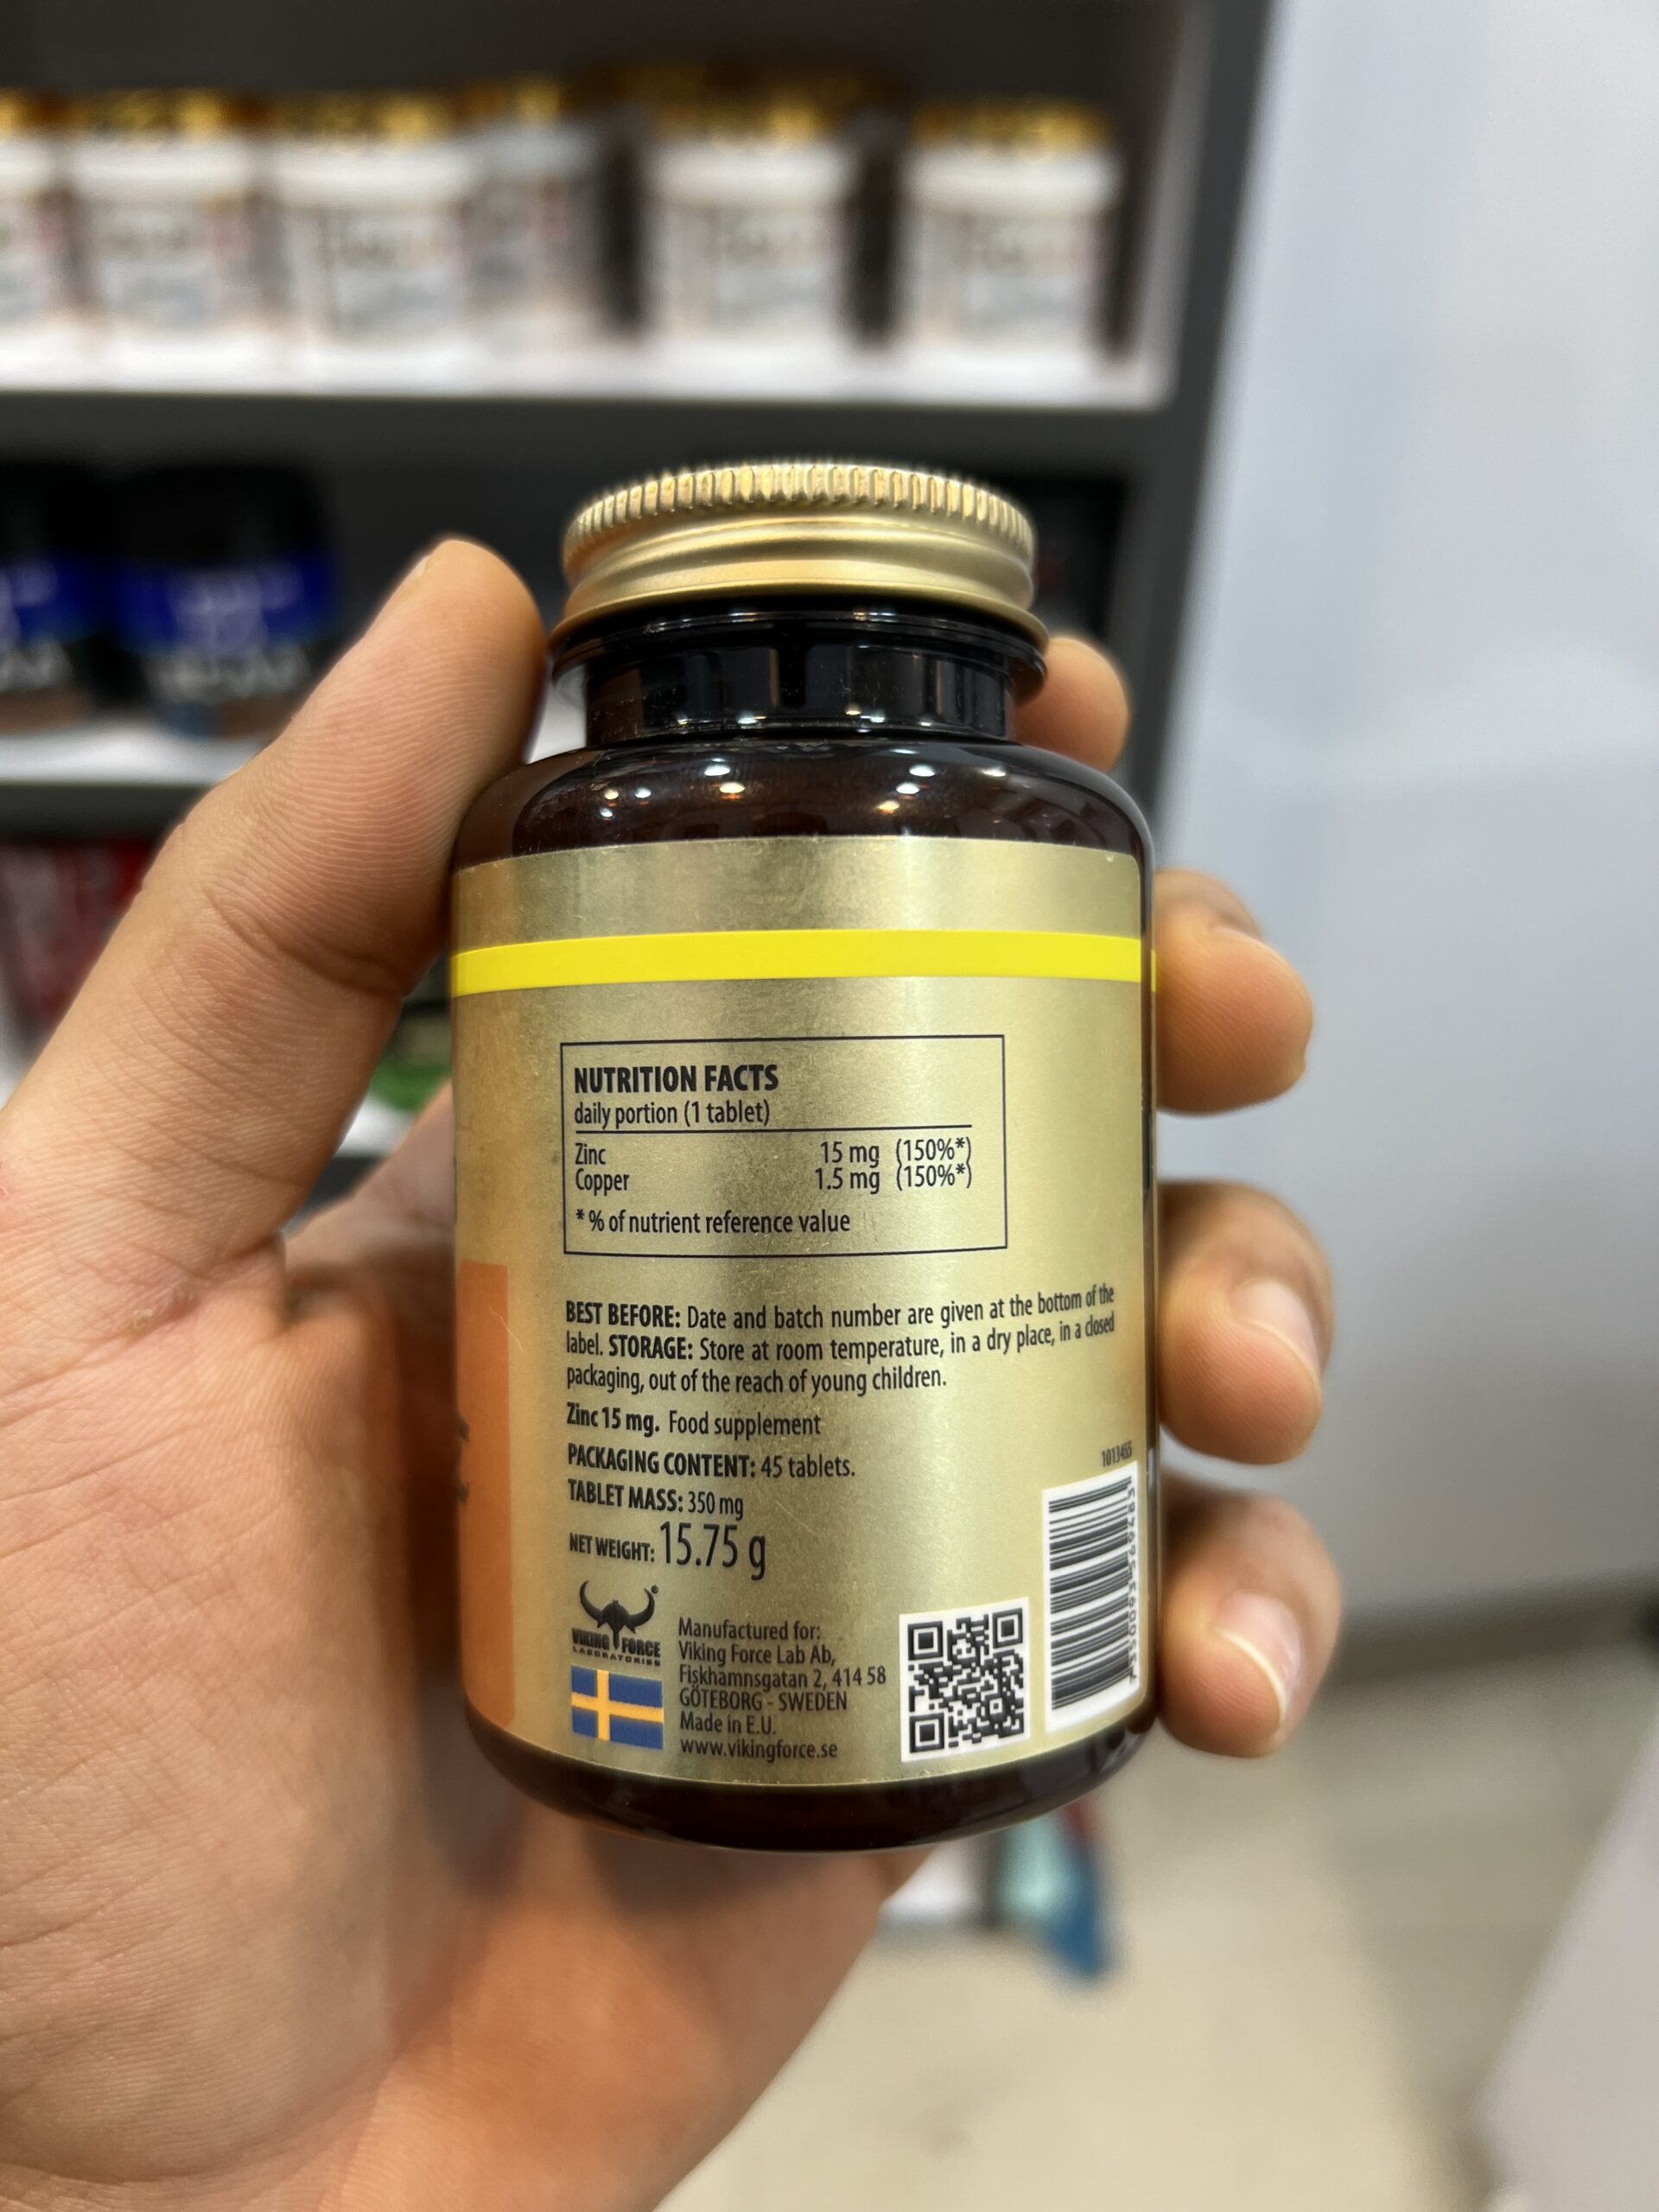 NUTRITION FACTS
daily portion (1 tablet)
Zinc 15 mg (150%*)
Copper 1.5 mg (150%*)
* % of nutrient reference value
BEST BEFORE: Date and batch number are given at the bottom of the
label. STORAGE: Store at room temperature, in a dry place, in a closed
packaging, out of the reach of young children.
Zinc 15 mg. Food supplement
PACKAGING CONTENT: 45 tablets.
TABLET MASS: 350 mg
NET WEIGHT: 15.75 g
VIKING FORCE
LABORATORIES
Manufactured for:
Viking Force Lab Ab,
Fiskhamnsgatan 2, 414 58
GÖTEBORG - SWEDEN
Made in E.U.
www.vikingforce.se
1013455